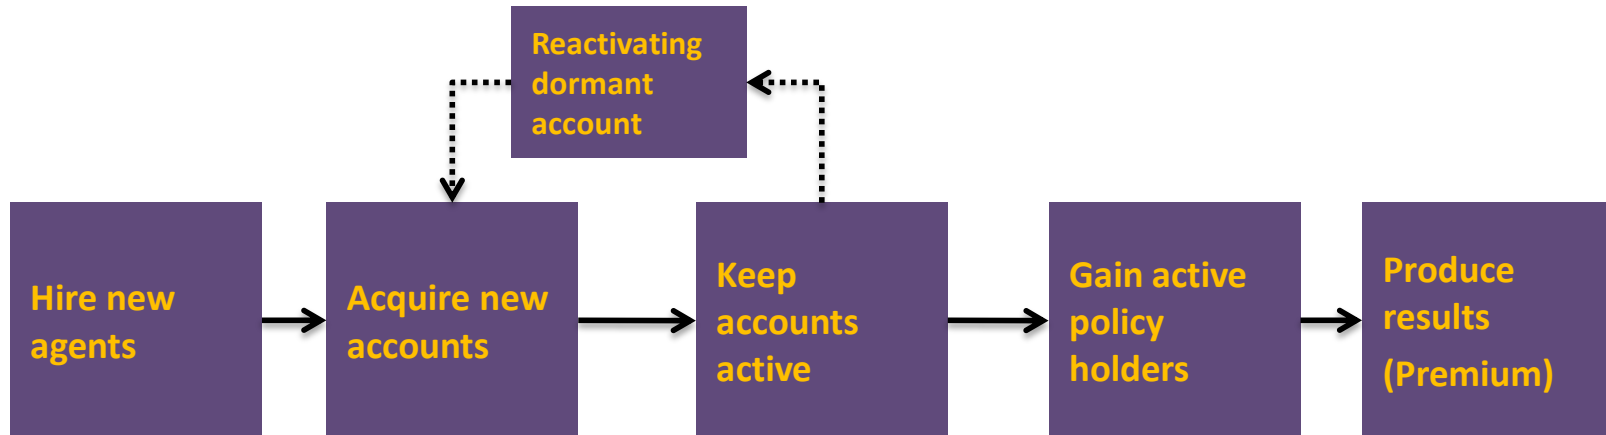 Reactivating
dormant
account
Hire new
agents
Acquire new
accounts
Keep
accounts
active
Gain active
policy
holders
Produce
results
(Premium)